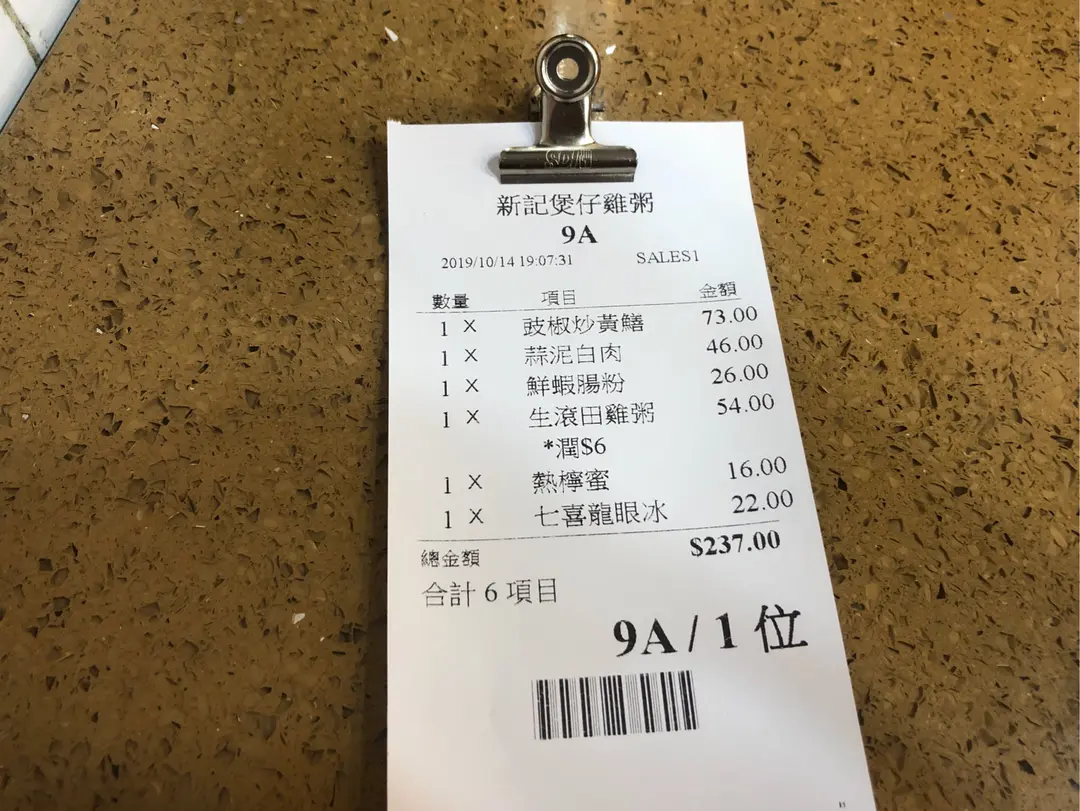 SDI
新記煲仔雞粥
9A
2019/10/14 19:07:31 SALES1
數量 項目 金額
1 X 豉椒炒黃鱔 73.00
1 X 蒜泥白肉 46.00
1 X 鮮蝦腸粉 26.00
1 X 生滾田雞粥 54.00
*潤$6
1 X 熱檸蜜 16.00
1 X 七喜龍眼冰 22.00
總金額 $237.00
合計 6 項目
9A / 1 位